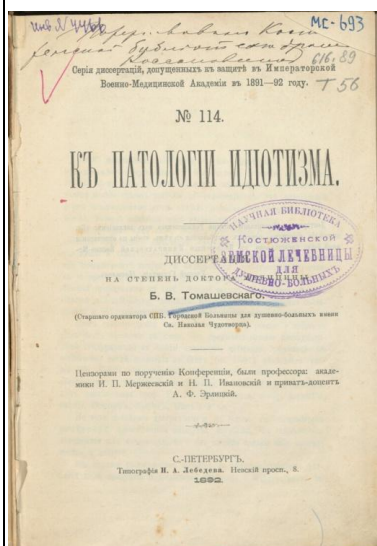 МС-693
616.89
Т 56
Серія диссертацій, допущенныхъ къ защитѣ въ Императорской
Военно-Медицинской Академіи въ 1891—92 году.
№ 114.
КЪ ПАТОЛОГІИ ИДІОТИЗМА.
НАУЧНАЯ БИБЛІОТЕКА
Костюженской
ЗЕМСКОЙ ЛЕЧЕБНИЦЫ
ДЛЯ
ДУШЕВНО-БОЛЬНЫХЪ
ДИССЕРТАЦІЯ
НА СТЕПЕНЬ ДОКТОРА МЕДИЦИНЫ
Б. В. Томашевскаго.
(Старшаго ординатора СПБ. Городской Больницы для душевно-больныхъ имени
Св. Николая Чудотворца).
Цензорами по порученію Конференціи, были профессора: акаде-
мики И. П. Мержеевскій и Н. П. Ивановскій и приватъ-доцентъ
А. Ф. Эрлицкій.
С.-ПЕТЕРБУРГЪ.
Типографія П. А. Лебедева. Невскій просп., 8.
1892.